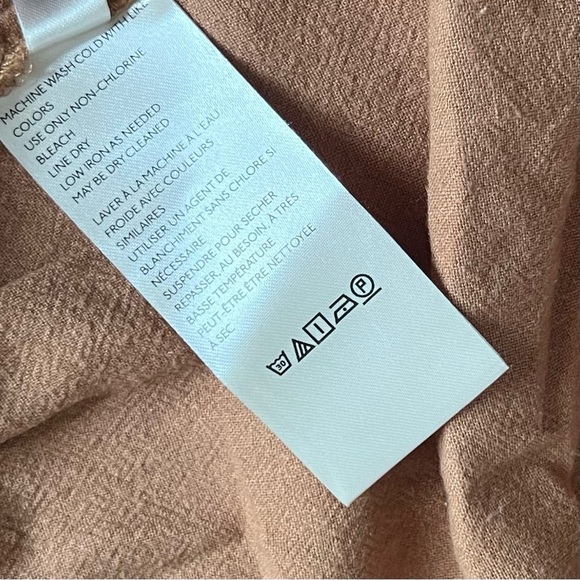 MACHINE WASH COLD WITH LIKE
COLORS
USE ONLY NON-CHLORINE
BLEACH
LINE DRY
LOW IRON AS NEEDED
MAY BE DRY CLEANED
LAVER À LA MACHINE À L'EAU
FROIDE AVEC COULEURS
SIMILAIRES
UTILISER UN AGENT DE
BLANCHIMENT SANS CHLORE SI
NÉCESSAIRE
SUSPENDRE POUR SECHER
REPASSER, AU BESOIN, À TRÈS
BASSE TEMPÉRATURE
PEUT-ÊTRE ÊTRE NETTOYÉE
À SEC
30 P